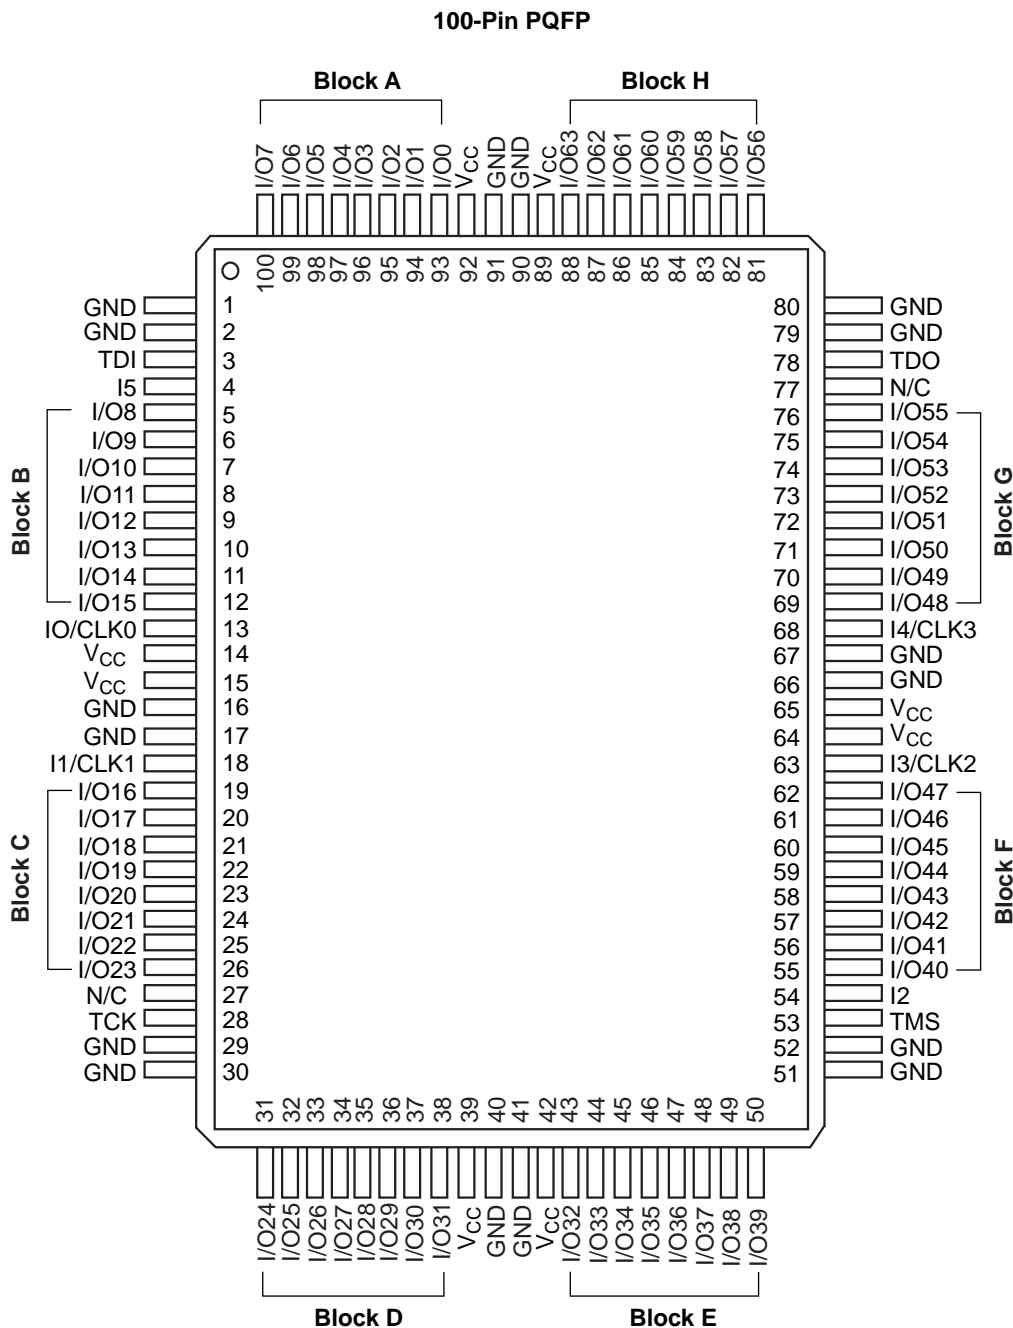 100-Pin PQFP
Block A
Block H
I/O7 I/O6 I/O5 I/O4 I/O3 I/O2 I/O1 I/O0 VCC GND GND VCC I/O63 I/O62 I/O61 I/O60 I/O59 I/O58 I/O57 I/O56
100 99 98 97 96 95 94 93 92 91 90 89 88 87 86 85 84 83 82 81
GND 1 80 GND
GND 2 79 GND
TDI 3 78 TDO
I5 4 77 N/C
I/O8 5 76 I/O55
I/O9 6 75 I/O54
I/O10 7 74 I/O53
I/O11 8 73 I/O52
I/O12 9 72 I/O51
I/O13 10 71 I/O50
I/O14 11 70 I/O49
I/O15 12 69 I/O48
Block B
Block G
IO/CLK0 13 68 I4/CLK3
VCC 14 67 GND
VCC 15 66 GND
GND 16 65 VCC
GND 17 64 VCC
I1/CLK1 18 63 I3/CLK2
I/O16 19 62 I/O47
I/O17 20 61 I/O46
I/O18 21 60 I/O45
I/O19 22 59 I/O44
I/O20 23 58 I/O43
I/O21 24 57 I/O42
I/O22 25 56 I/O41
I/O23 26 55 I/O40
Block C
Block F
N/C 27 54 I2
TCK 28 53 TMS
GND 29 52 GND
GND 30 51 GND
31 32 33 34 35 36 37 38 39 40 41 42 43 44 45 46 47 48 49 50
I/O24 I/O25 I/O26 I/O27 I/O28 I/O29 I/O30 I/O31 VCC GND GND VCC I/O32 I/O33 I/O34 I/O35 I/O36 I/O37 I/O38 I/O39
Block D
Block E